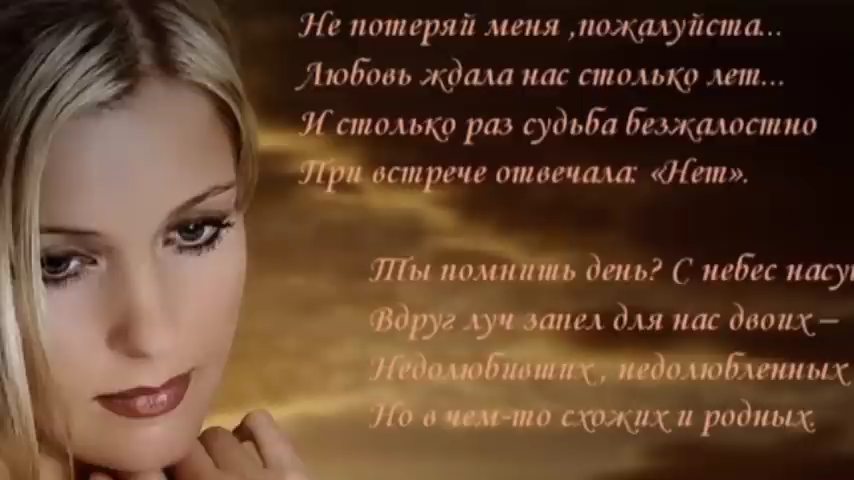 Не потеряй меня ,пожалуйста...
Любовь ждала нас столько лет...
И столько раз судьба безжалостно
При встрече отвечала: «Нет».
Ты помнишь день? С небес
Вдруг луч запел для нас двоих –
Недолюбивших , недолюбленных
Но в чем-то схожих и родных.